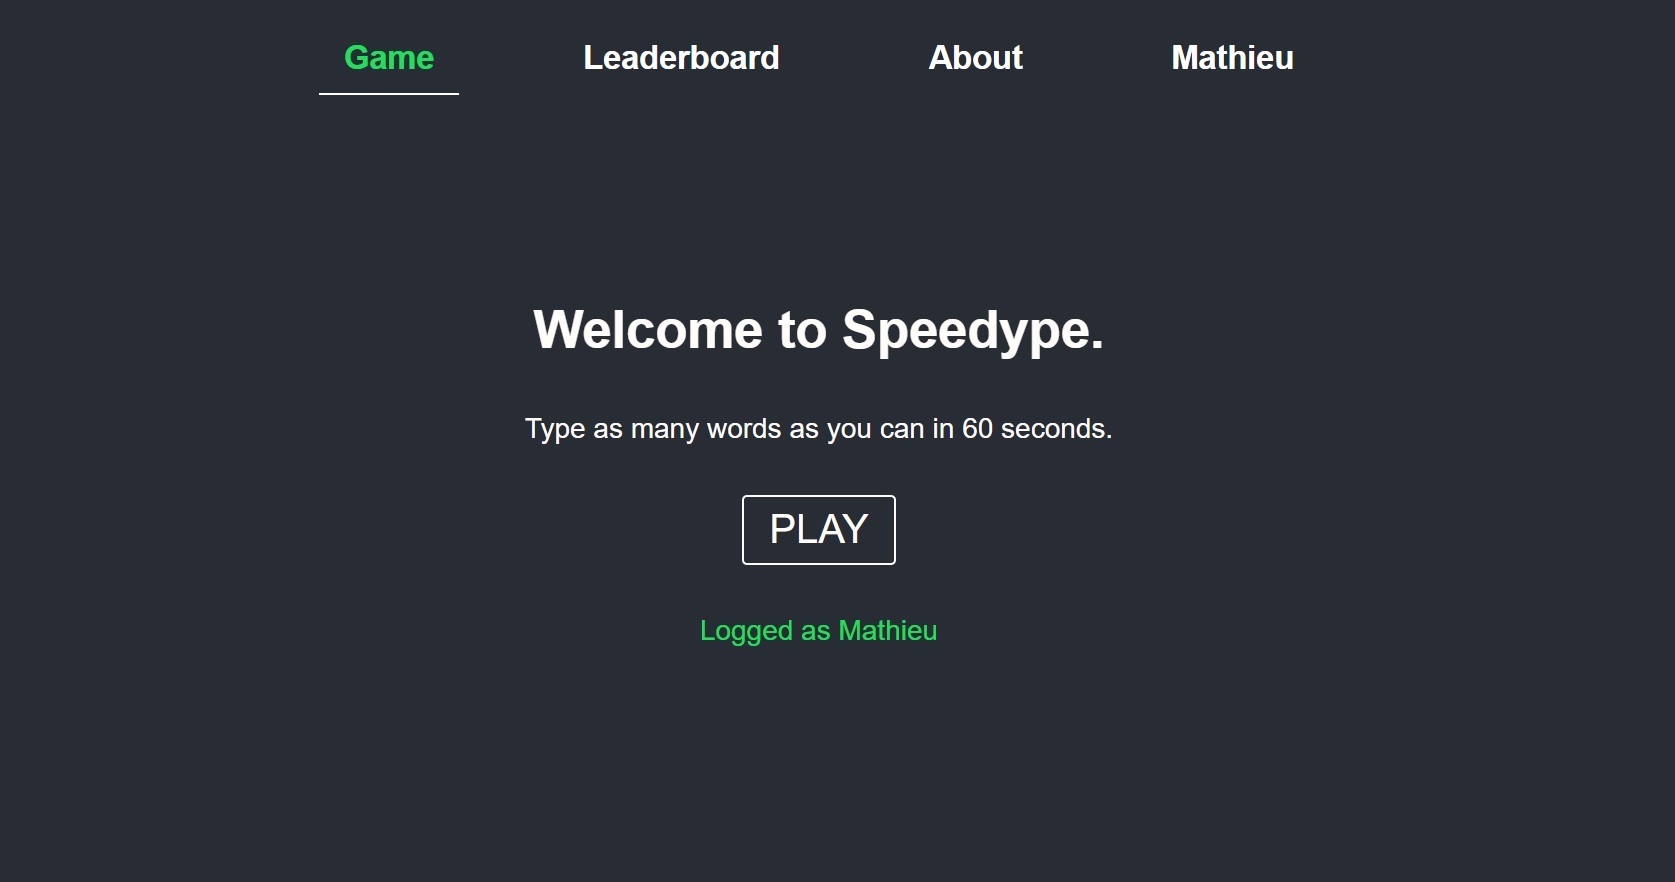 Game Leaderboard About Mathieu
Welcome to Speedype.
Type as many words as you can in 60 seconds.
PLAY
Logged as Mathieu